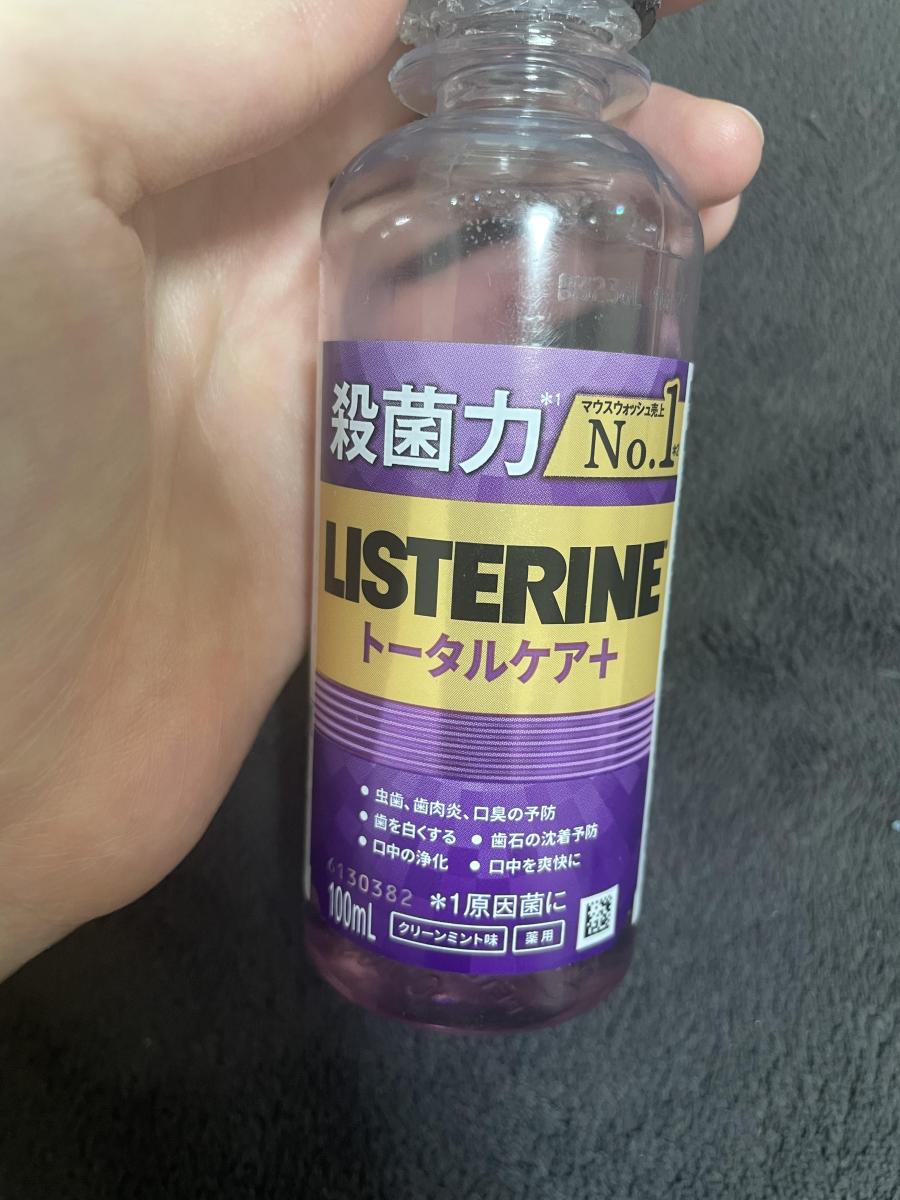 殺菌力*1
マウスウォッシュ売上
No.1
LISTERINE
トータルケア+
● 虫歯、歯肉炎、口臭の予防
● 歯を白くする ● 歯石の沈着予防
● 口中の浄化 ● 口中を爽快に
6130382
*1原因菌に
100mL
クリーンミント味
薬用